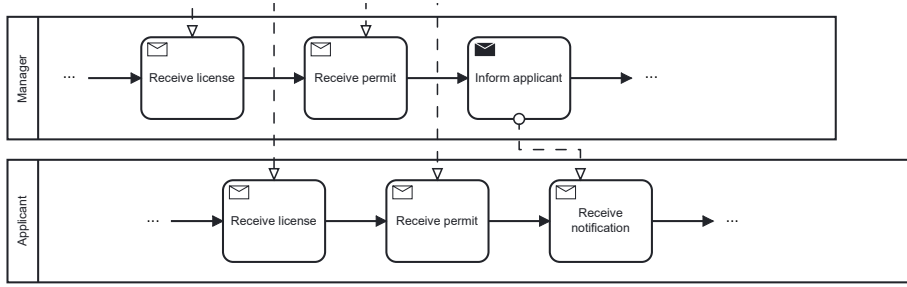 Manager
...
Receive license
Receive permit
Inform applicant
...
Applicant
...
Receive license
Receive permit
Receive
notification
...